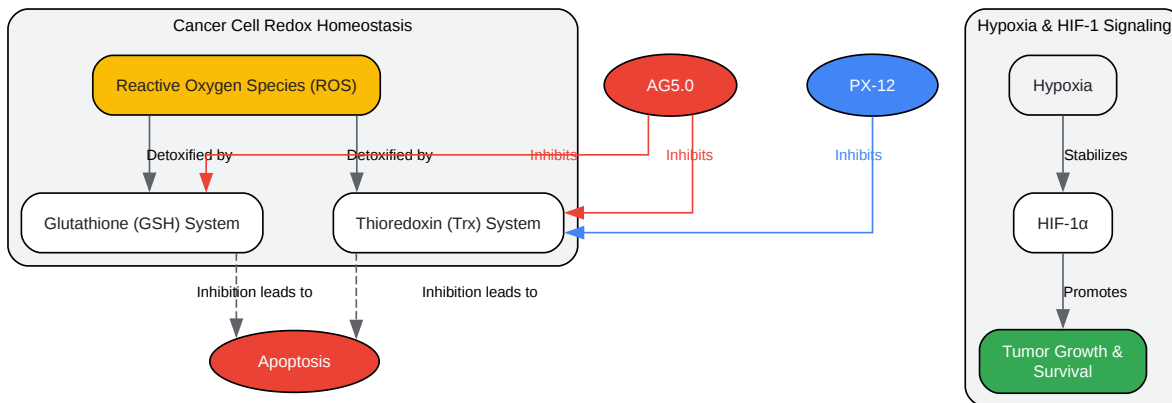 Cancer Cell Redox Homeostasis
Hypoxia & HIF-1 Signaling
Reactive Oxygen Species (ROS)
AG5.0
PX-12
Hypoxia
Detoxified by
Detoxified by
Inhibits
Inhibits
Inhibits
Stabilizes
Glutathione (GSH) System
Thioredoxin (Trx) System
HIF-1α
Inhibition leads to
Inhibition leads to
Promotes
Apoptosis
Tumor Growth &
Survival